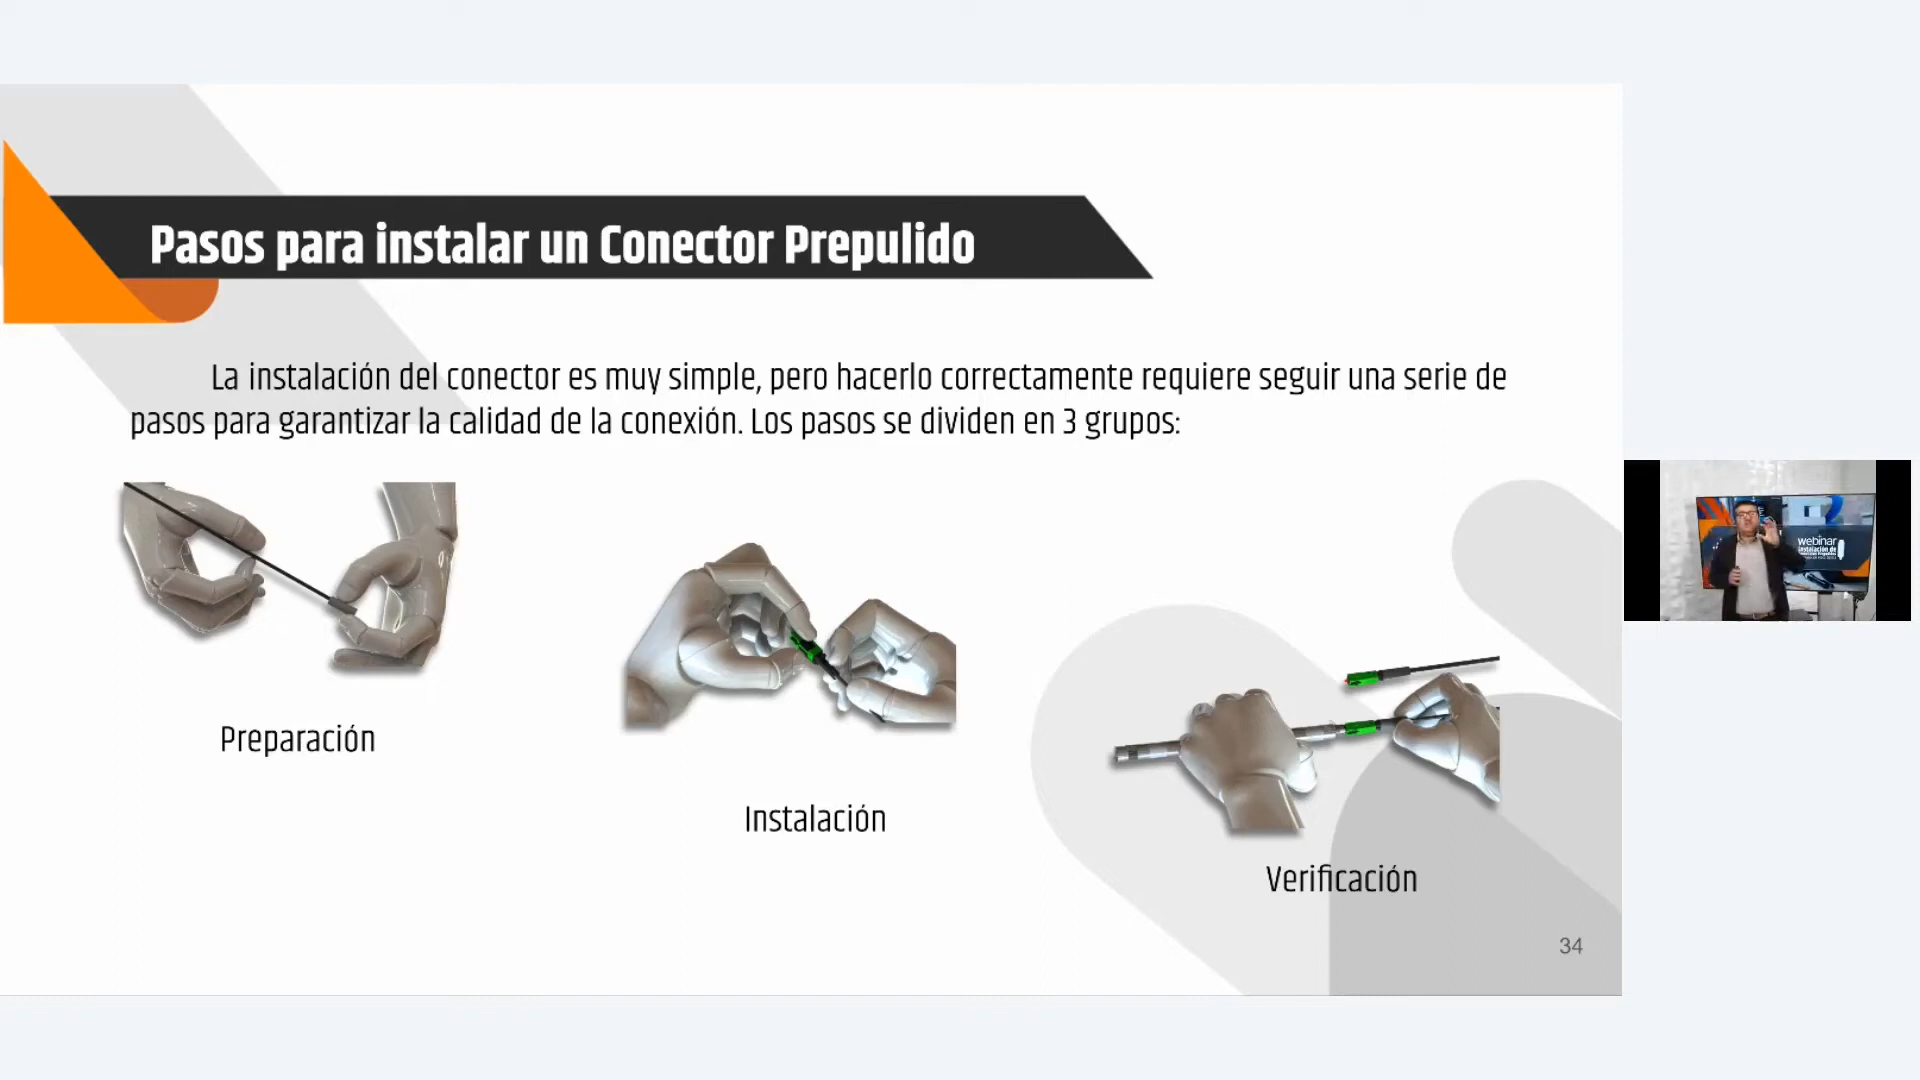 Pasos para instalar un Conector Prepulido
La instalación del conector es muy simple, pero hacerlo correctamente requiere seguir una serie de
pasos para garantizar la calidad de la conexión. Los pasos se dividen en 3 grupos:
Preparación
Instalación
Verificación
34
webinar
Instalación de